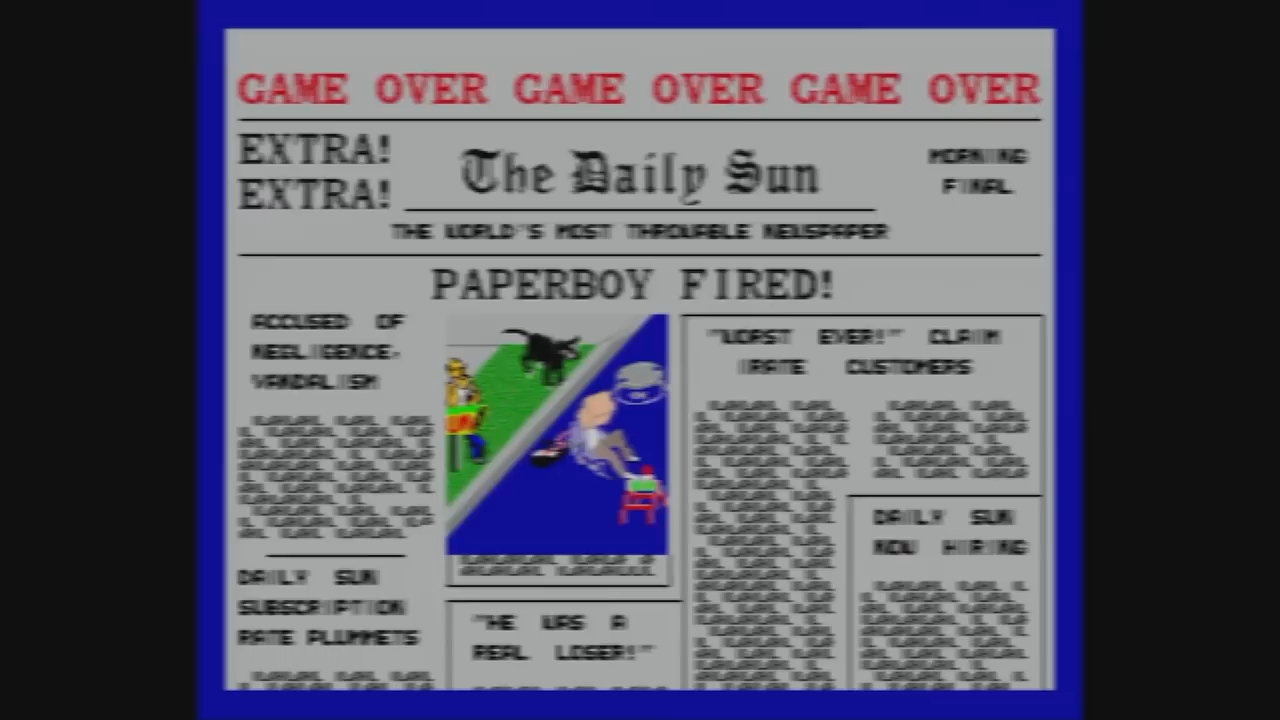 GAME OVER GAME OVER GAME OVER
EXTRA!
EXTRA!
The Daily Sun
MORNING
FINAL
THE WORLD'S MOST THROWABLE NEWSPAPER
PAPERBOY FIRED!
ACCUSED OF
NEGLIGENCE,
VANDALISM
DAILY SUN
SUBSCRIPTION
RATE PLUMMETS
"HE WAS A
REAL LOSER!"
"WORST EVER!" CLAIM
IRATE CUSTOMERS
DAILY SUN
NOW HIRING